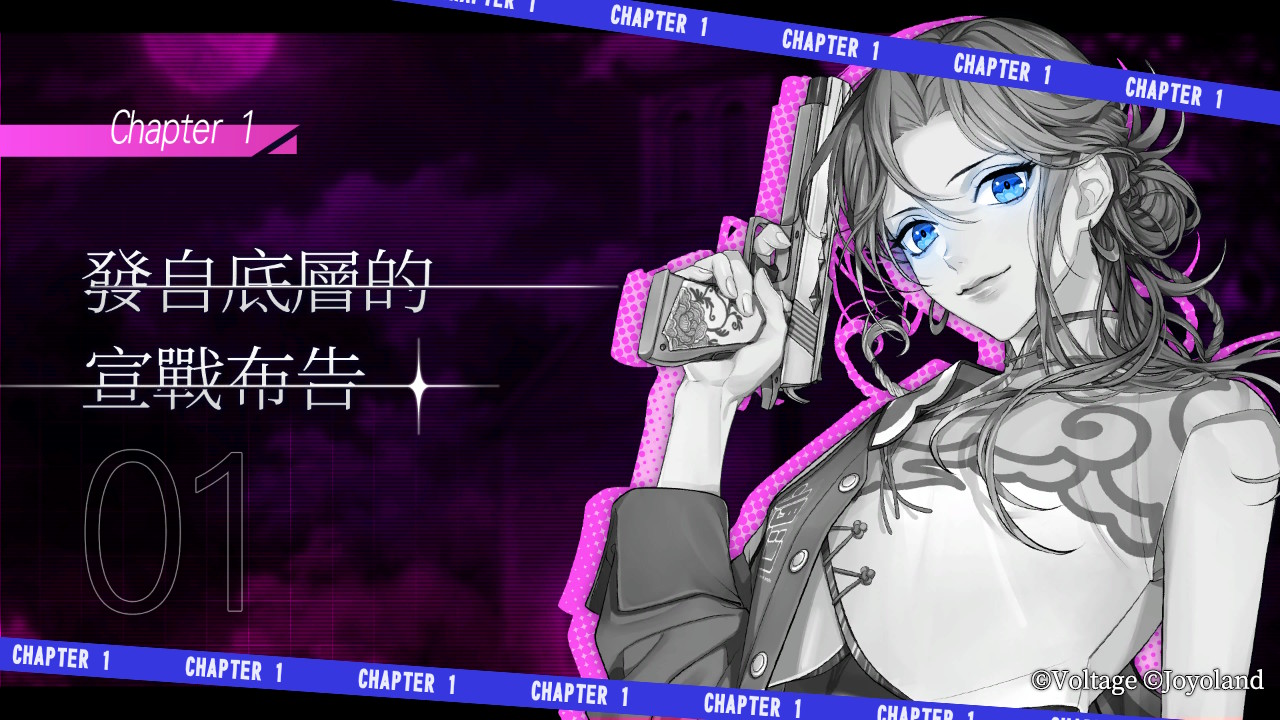 CHAPTER 1 CHAPTER 1 CHAPTER 1 CHAPTER 1
Chapter 1
發自底層的
宣戰布告
01
CHAPTER 1 CHAPTER 1 CHAPTER 1 CHAPTER 1 CHAPTER 1 CHAPTER 1
©Voltage ©Joyoland